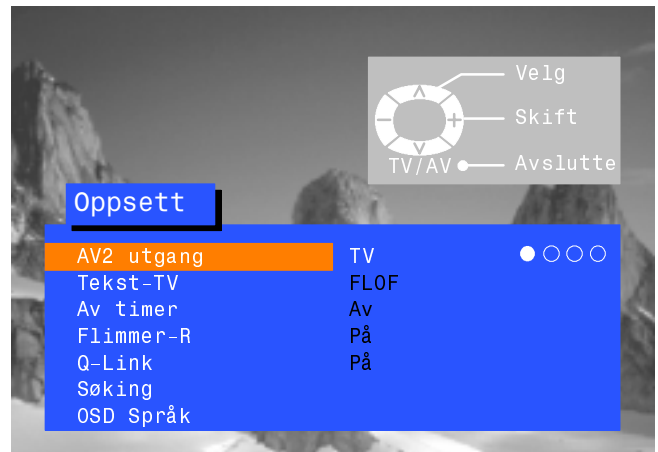 Velg
Skift
TV/AV Avslutte
Oppsett
AV2 utgang TV
Tekst-TV FLOF
Av timer Av
Flimmer-R På
Q-Link På
Søking
OSD Språk